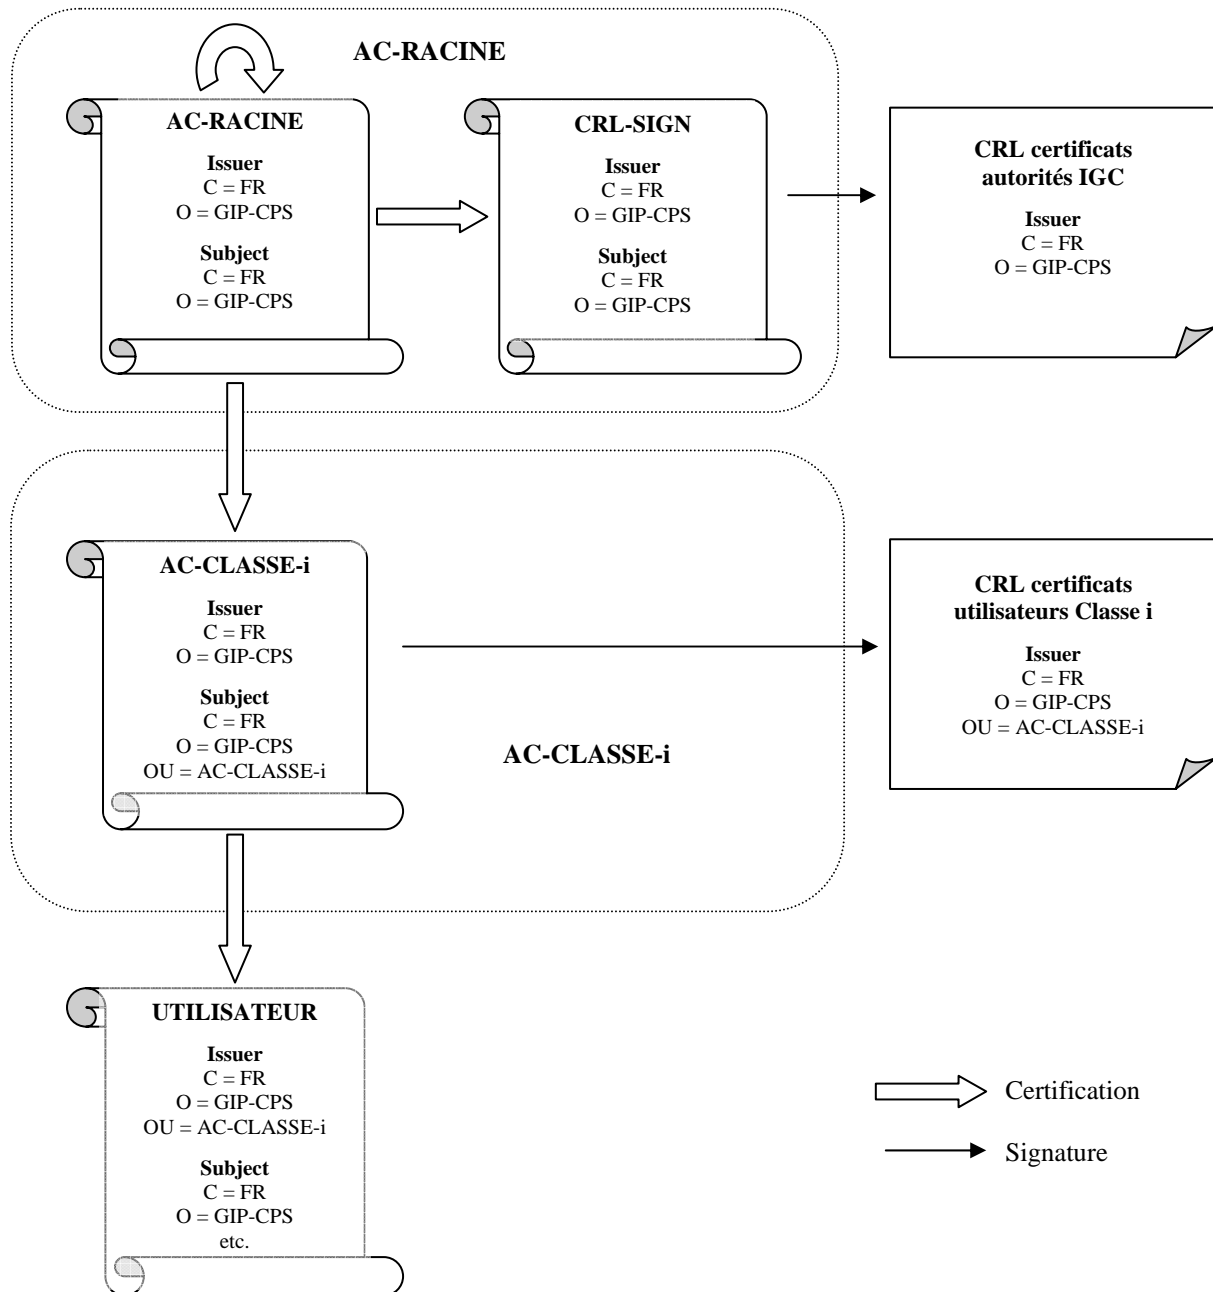 AC-RACINE
AC-RACINE
Issuer
C = FR
O = GIP-CPS
Subject
C = FR
O = GIP-CPS
CRL-SIGN
Issuer
C = FR
O = GIP-CPS
Subject
C = FR
O = GIP-CPS
CRL certificats
autorités IGC
Issuer
C = FR
O = GIP-CPS
AC-CLASSE-i
Issuer
C = FR
O = GIP-CPS
Subject
C = FR
O = GIP-CPS
OU = AC-CLASSE-i
AC-CLASSE-i
CRL certificats
utilisateurs Classe i
Issuer
C = FR
O = GIP-CPS
OU = AC-CLASSE-i
UTILISATEUR
Issuer
C = FR
O = GIP-CPS
OU = AC-CLASSE-i
Subject
C = FR
O = GIP-CPS
etc.
Certification
Signature